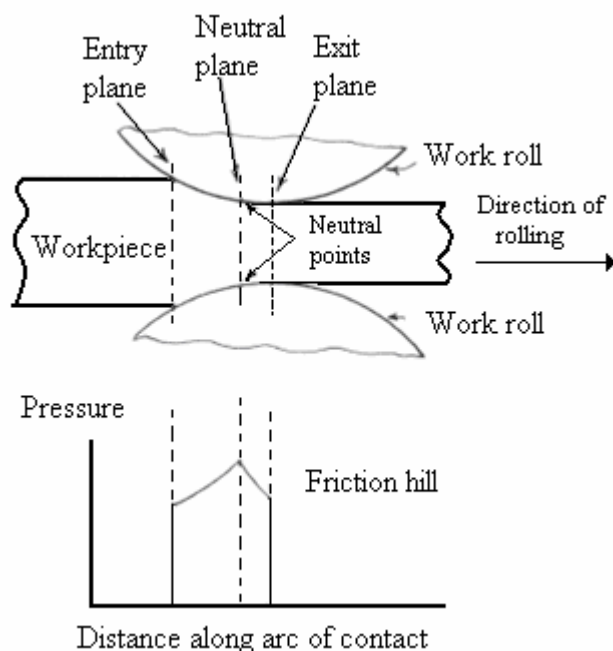 Entry
plane
Neutral
plane
Exit
plane
Work roll
Workpiece
Neutral
points
Direction of
rolling
Work roll
Pressure
Friction hill
Distance along arc of contact